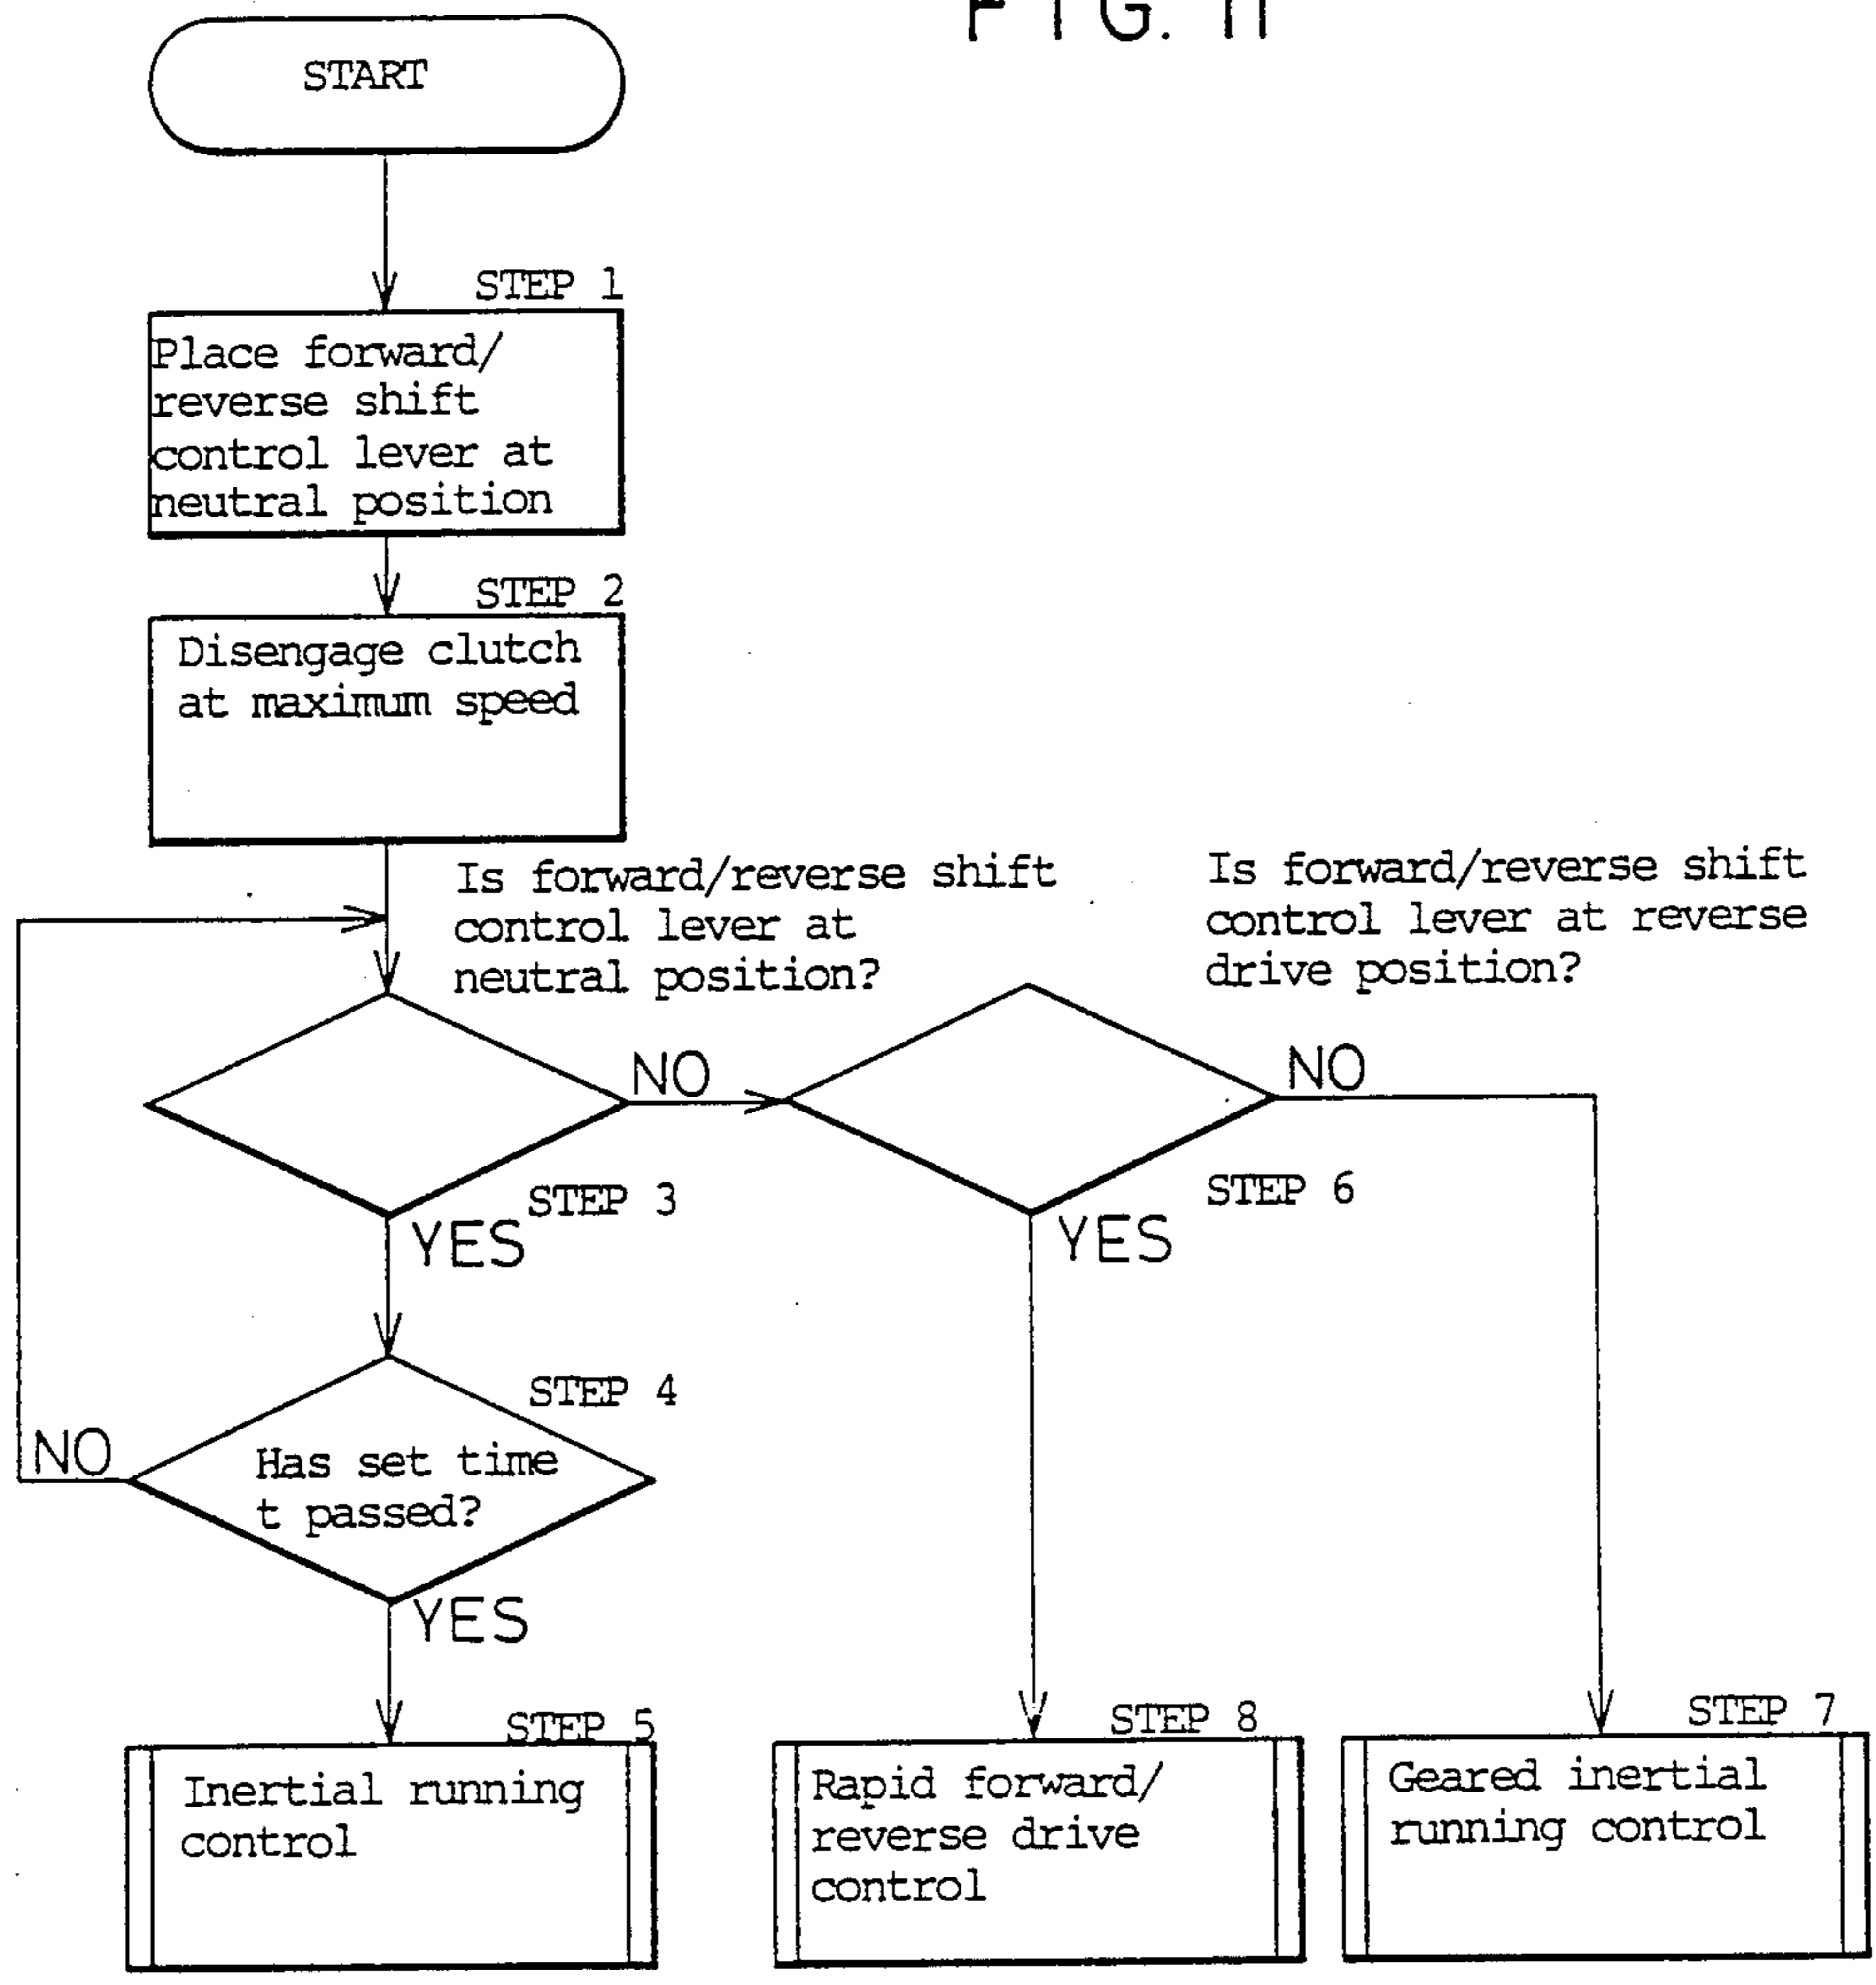 FIG. 11
START
STEP 1
Place forward/
reverse shift
control lever at
neutral position
STEP 2
Disengage clutch
at maximum speed
Is forward/reverse shift
control lever at
neutral position?
Is forward/reverse shift
control lever at reverse
drive position?
NO
NO
STEP 3
STEP 6
YES
YES
STEP 4
NO
Has set time
t passed?
YES
STEP 5
Inertial running
control
STEP 8
Rapid forward/
reverse drive
control
STEP 7
Geared inertial
running control